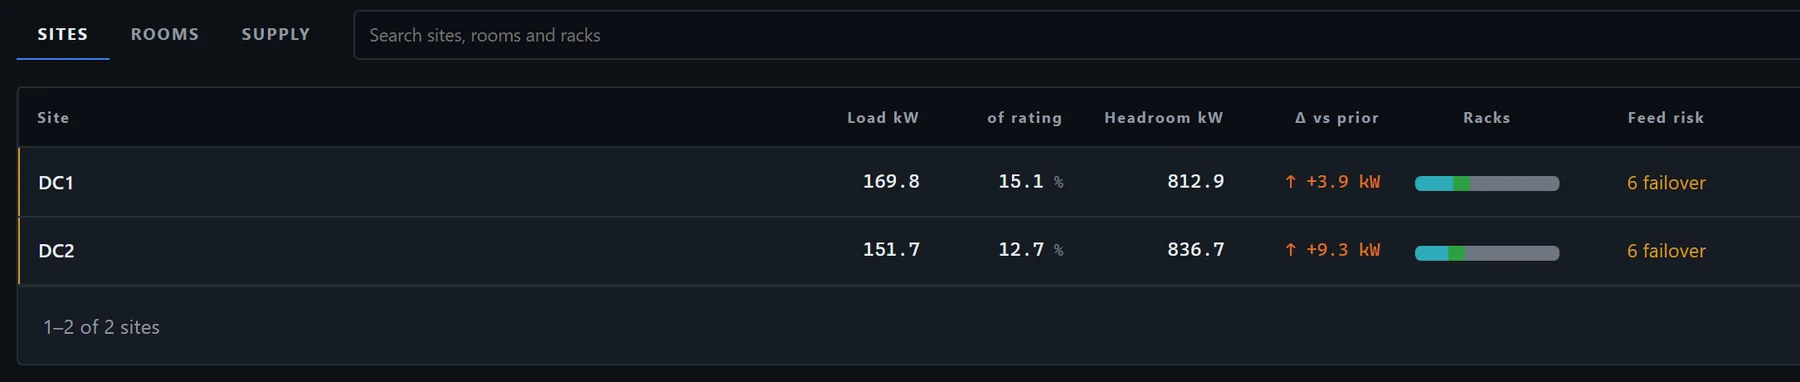 SITES ROOMS SUPPLY Search sites, rooms and racks
Site Load kW of rating Headroom kW Δ vs prior Racks Feed risk
DC1 169.8 15.1 % 812.9 ↑ +3.9 kW 6 failover
DC2 151.7 12.7 % 836.7 ↑ +9.3 kW 6 failover
1–2 of 2 sites